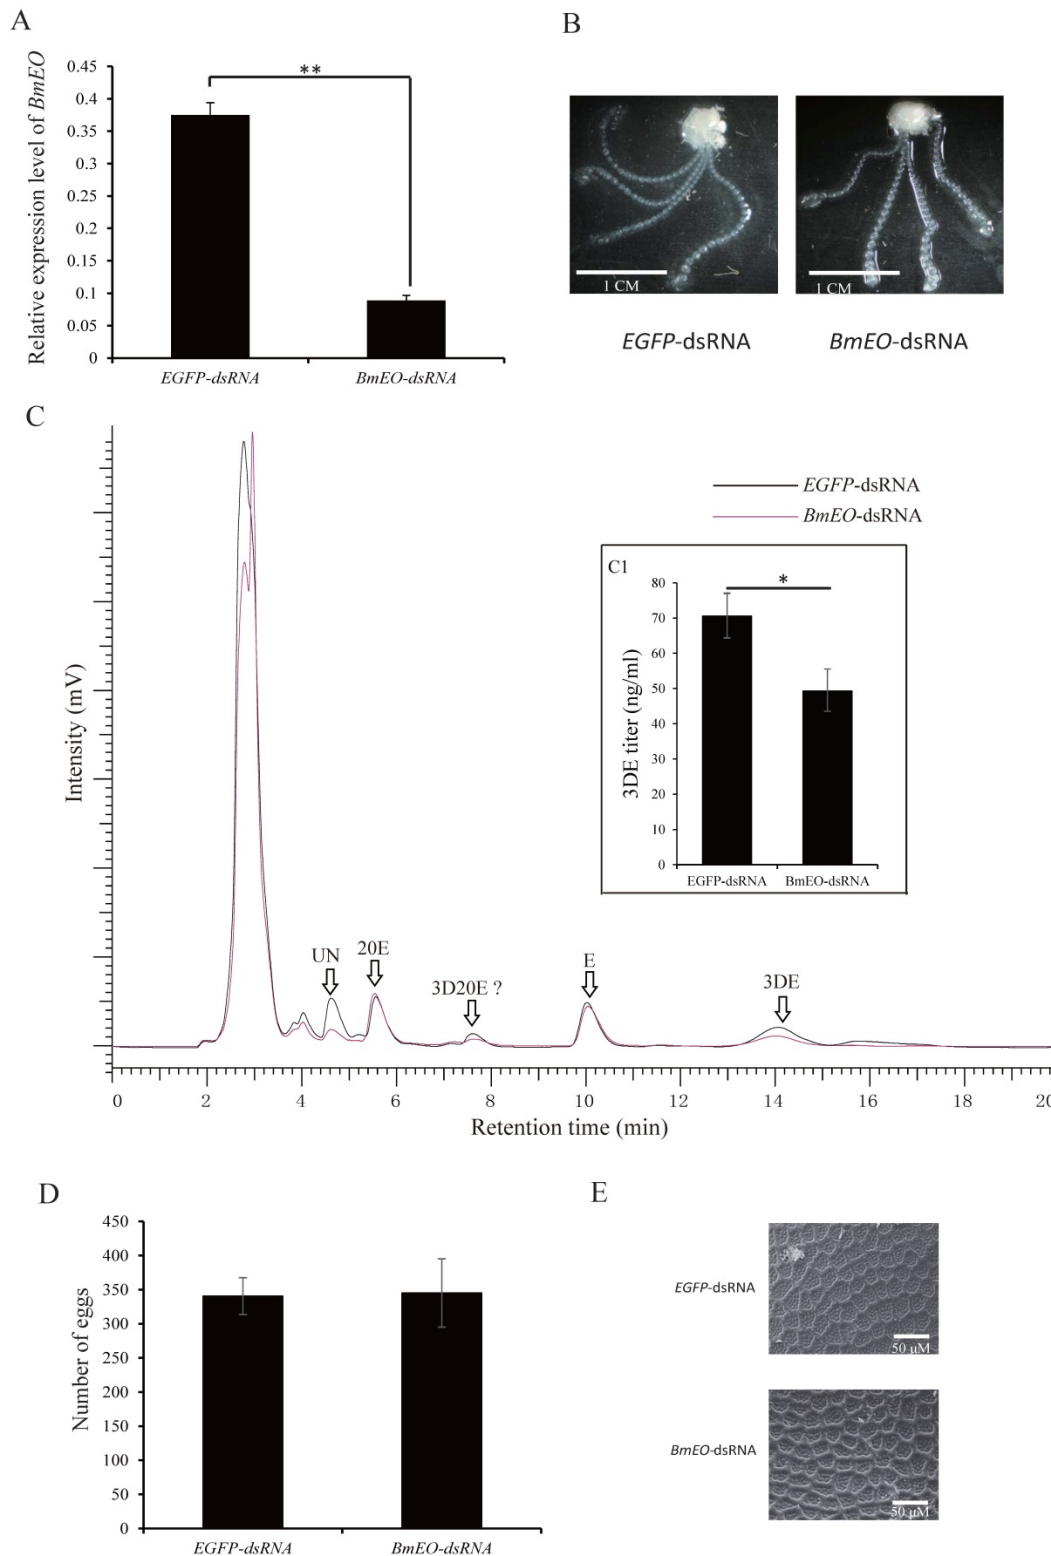 A
Relative expression level of BmEO
0.45
0.4
0.35
0.3
0.25
0.2
0.15
0.1
0.05
0
**
EGFP-dsRNA
BmEO-dsRNA
B
1 CM
1 CM
EGFP-dsRNA
BmEO-dsRNA
C
Intensity (mV)
EGFP-dsRNA
BmEO-dsRNA
C1
3DE titer (ng/ml)
80
70
60
50
40
30
20
10
0
*
EGFP-dsRNA
BmEO-dsRNA
UN
20E
3D20E ?
E
3DE
0 2 4 6 8 10 12 14 16 18 20
Retention time (min)
D
Number of eggs
450
400
350
300
250
200
150
100
50
0
EGFP-dsRNA
BmEO-dsRNA
E
EGFP-dsRNA
50 μM
BmEO-dsRNA
50 μM